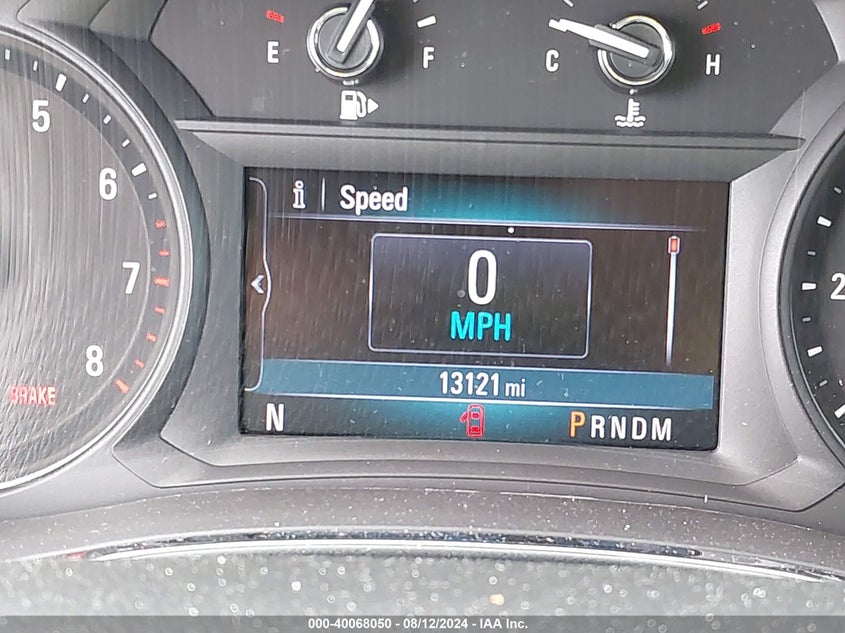 E F C H
5
6
7
8
BRAKE
i Speed
0
MPH
13121 mi
N PRNDM
2
000-40068050 - 08/12/2024 - IAA Inc.